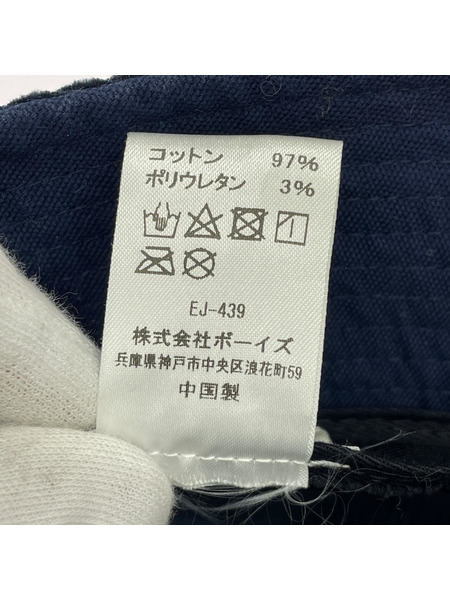 コットン 97%
ポリウレタン 3%
EJ-439
株式会社ボーイズ
兵庫県神戸市中央区浪花町59
中国製